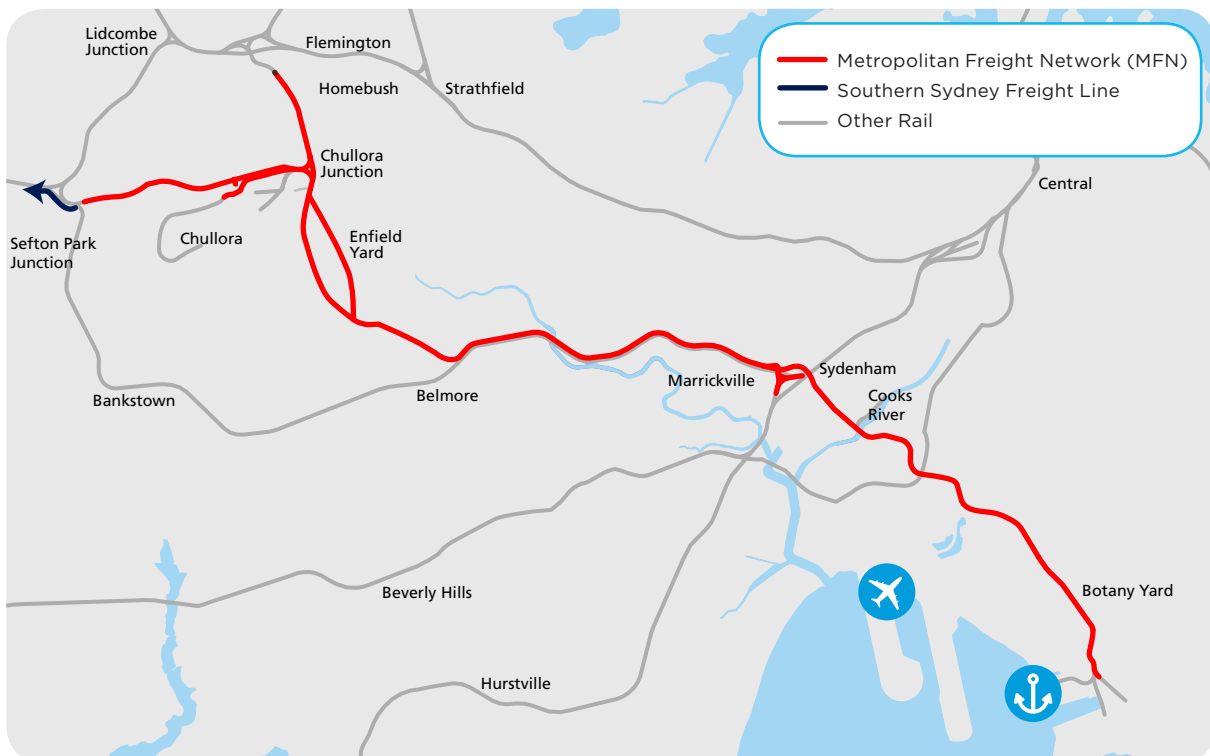 Lidcombe
Junction
Flemington
Homebush
Strathfield
Metropolitan Freight Network (MFN)
Southern Sydney Freight Line
Other Rail
Chullora
Junction
Central
Sefton Park
Junction
Chullora
Enfield
Yard
Bankstown
Belmore
Marrickville
Sydenham
Cooks
River
Beverly Hills
Botany Yard
Hurstville